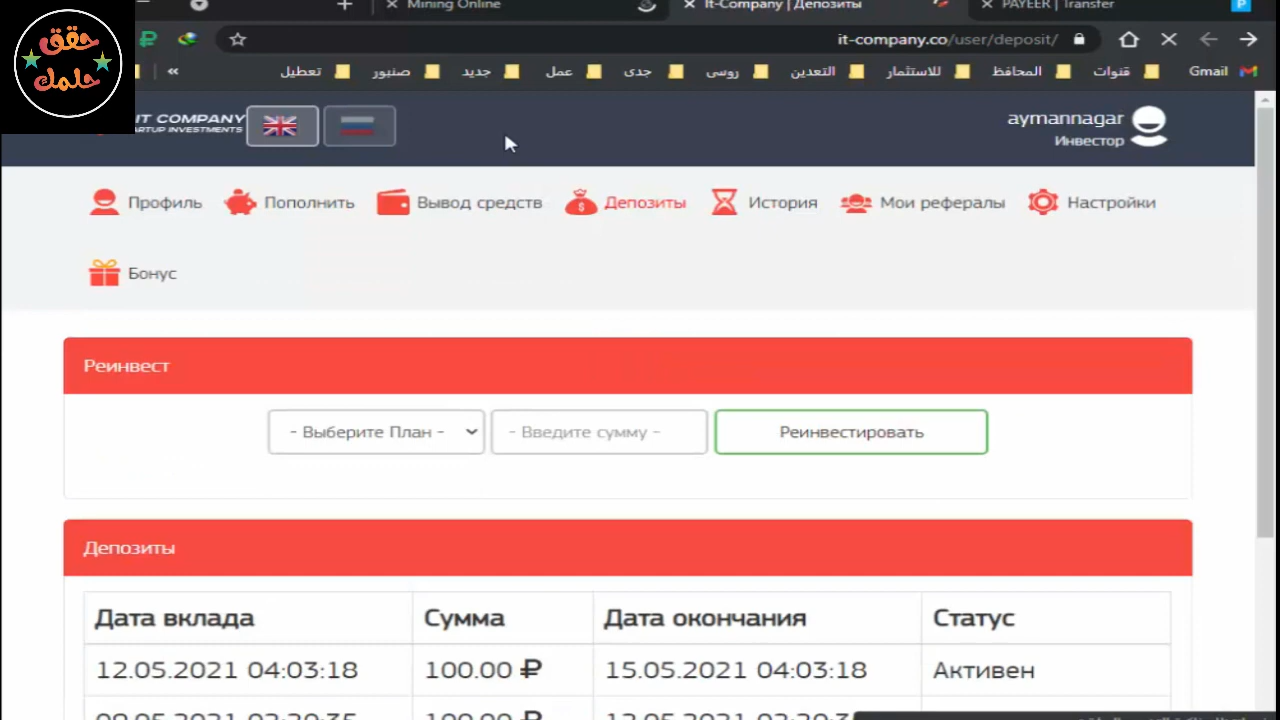 Mining Online
It-Company | Депозиты
PAYEER | Transfer
it-company.co/user/deposit/
تعطيل
صنبور
جديد
عمل
جدى
روسى
التعدين
للاستثمار
المحافظ
قنوات
Gmail
حقق
حلمك
IT COMPANY
STARTUP INVESTMENTS
aymannagar
Инвестор
Профиль
Пополнить
Вывод средств
Депозиты
История
Мои рефералы
Настройки
Бонус
Реинвест
- Выберите План -
- Введите сумму -
Реинвестировать
Депозиты
Дата вклада Сумма Дата окончания Статус
12.05.2021 04:03:18 100.00 ₽ 15.05.2021 04:03:18 Активен